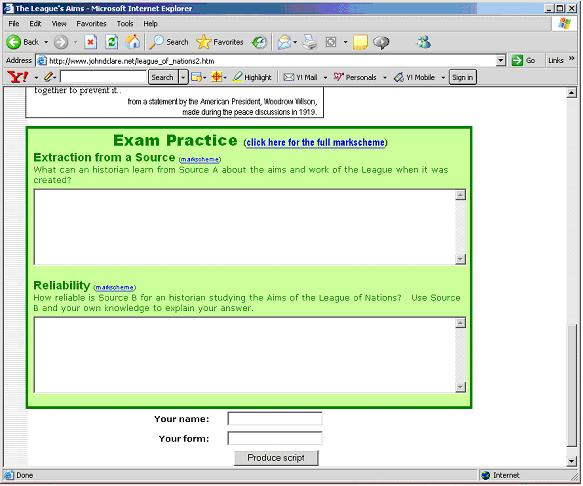 The League's Aims - Microsoft Internet Explorer
File Edit View Favorites Tools Help
Back Search Favorites
Address http://www.johndclare.net/league_of_nations2.htm Go Links »
Y! Search Highlight Y! Mail Personals Y! Mobile Sign in
together to prevent it..
from a statement by the American President, Woodrow Wilson,
made during the peace discussions in 1919.
Exam Practice (click here for the full markscheme)
Extraction from a Source (markscheme)
What can an historian learn from Source A about the aims and work of the League when it was
created?
Reliability (markscheme)
How reliable is Source B for an historian studying the Aims of the League of Nations? Use Source
B and your own knowledge to explain your answer.
Your name:
Your form:
Produce script
Done Internet